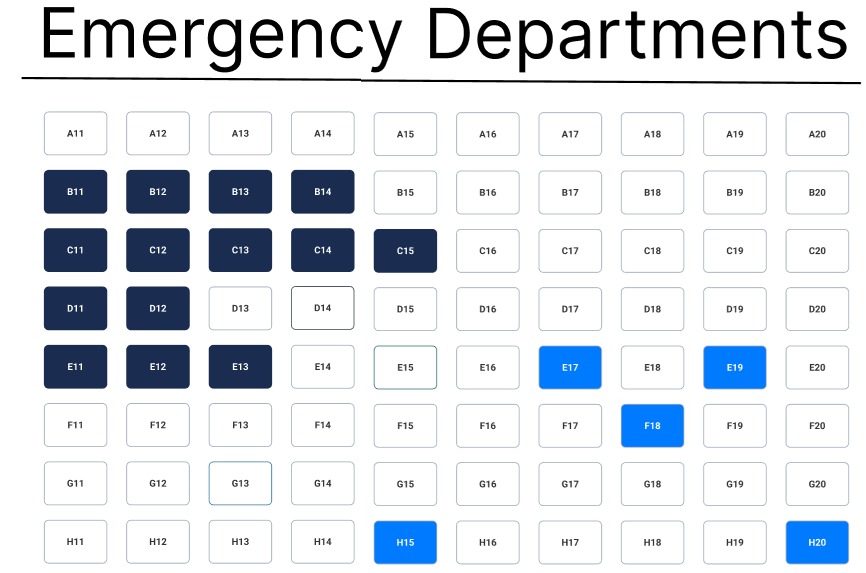 Emergency Departments
A11 A12 A13 A14 A15 A16 A17 A18 A19 A20
B11 B12 B13 B14 B15 B16 B17 B18 B19 B20
C11 C12 C13 C14 C15 C16 C17 C18 C19 C20
D11 D12 D13 D14 D15 D16 D17 D18 D19 D20
E11 E12 E13 E14 E15 E16 E17 E18 E19 E20
F11 F12 F13 F14 F15 F16 F17 F18 F19 F20
G11 G12 G13 G14 G15 G16 G17 G18 G19 G20
H11 H12 H13 H14 H15 H16 H17 H18 H19 H20